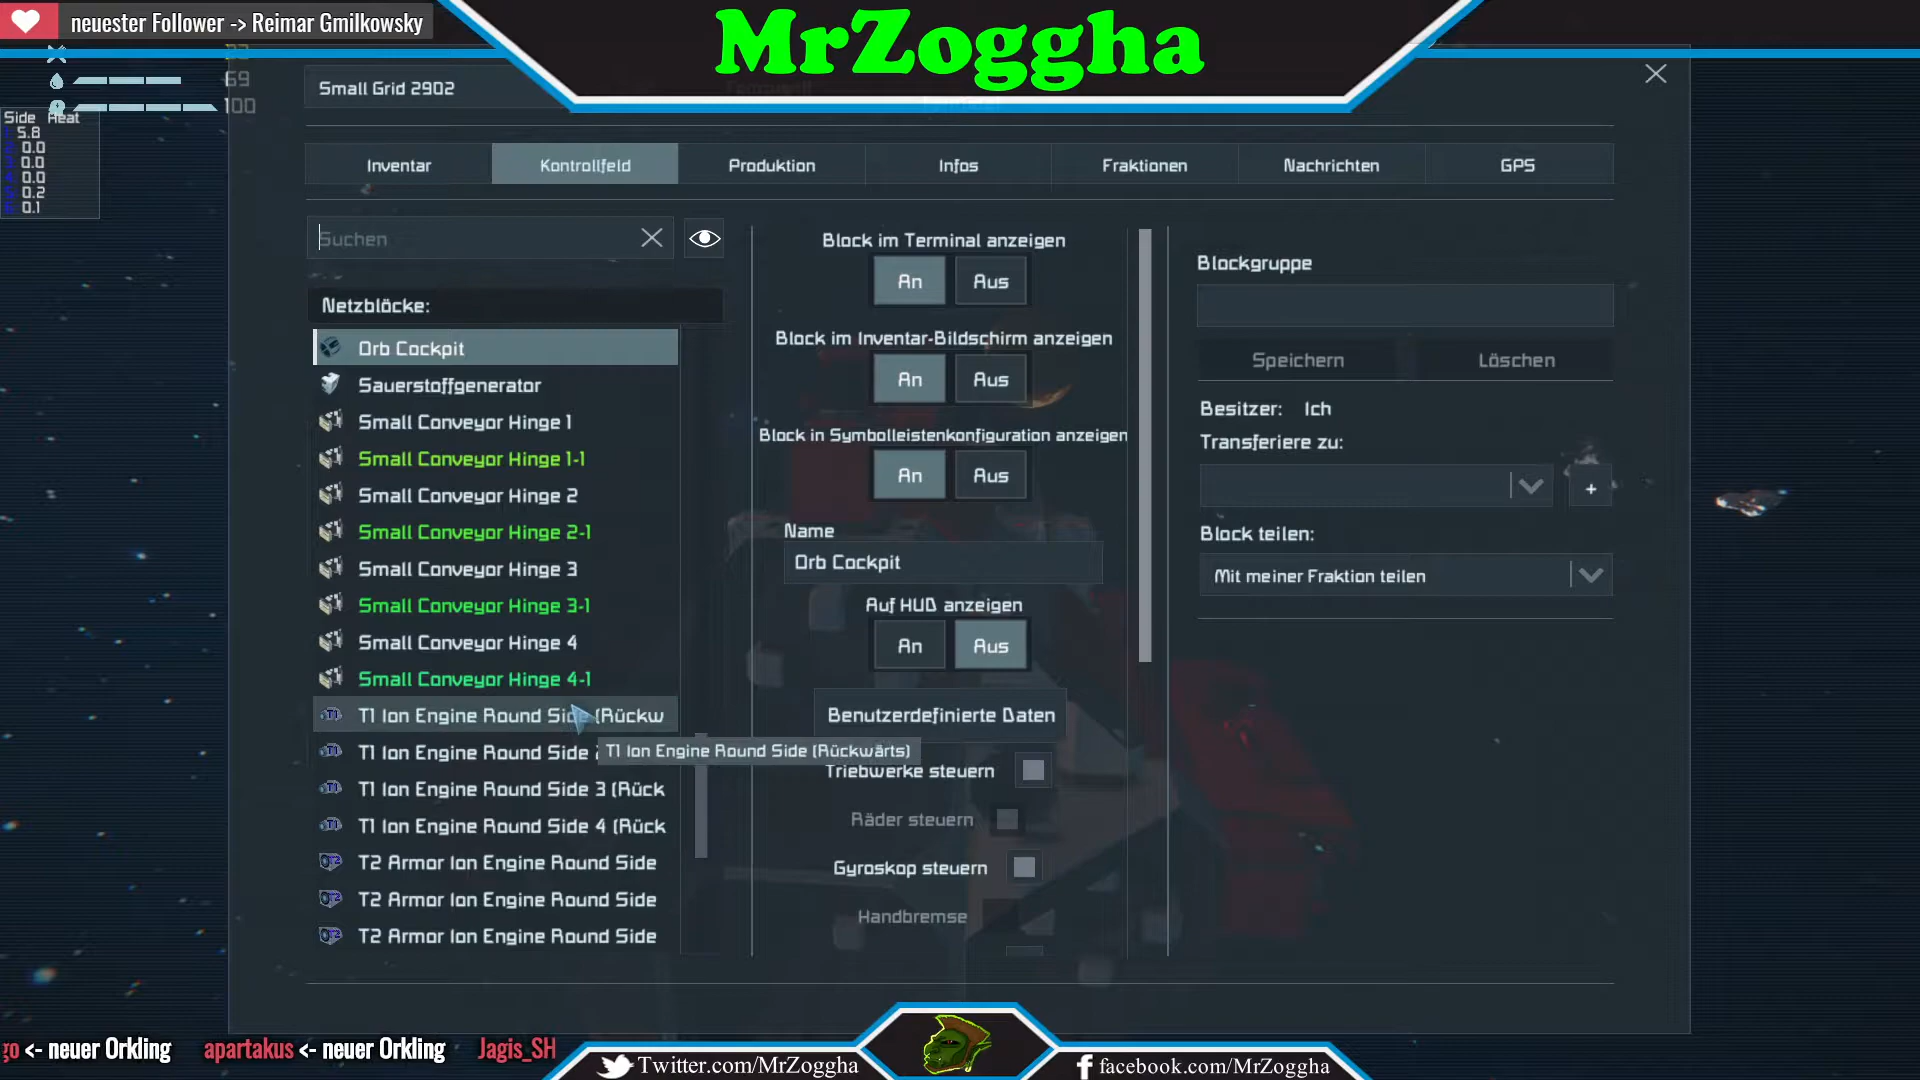 neuester Follower -> Reimar Gmilkowsky
MrZoggha
69
100
Side Heat
5.8
0.0
0.0
0.0
0.2
0.1
Small Grid 2902
Inventar
Kontrollfeld
Produktion
Infos
Fraktionen
Nachrichten
GPS
Suchen
Netzblöcke:
Orb Cockpit
Sauerstoffgenerator
Small Conveyor Hinge 1
Small Conveyor Hinge 1-1
Small Conveyor Hinge 2
Small Conveyor Hinge 2-1
Small Conveyor Hinge 3
Small Conveyor Hinge 3-1
Small Conveyor Hinge 4
Small Conveyor Hinge 4-1
T1 Ion Engine Round Side (Rückw
T1 Ion Engine Round Side
T1 Ion Engine Round Side (Rückwärts)
T1 Ion Engine Round Side 3 (Rück
T1 Ion Engine Round Side 4 (Rück
T2 Armor Ion Engine Round Side
T2 Armor Ion Engine Round Side
T2 Armor Ion Engine Round Side
Block im Terminal anzeigen
An Aus
Block im Inventar-Bildschirm anzeigen
An Aus
Block in Symbolleistenkonfiguration anzeigen
An Aus
Name
Orb Cockpit
Auf HUD anzeigen
An Aus
Benutzerdefinierte Daten
Triebwerke steuern
Räder steuern
Gyroskop steuern
Handbremse
Blockgruppe
Speichern Löschen
Besitzer: Ich
Transferiere zu:
+
Block teilen:
Mit meiner Fraktion teilen
go <- neuer Orkling apartakus <- neuer Orkling Jagis_SH
Twitter.com/MrZoggha
facebook.com/MrZoggha